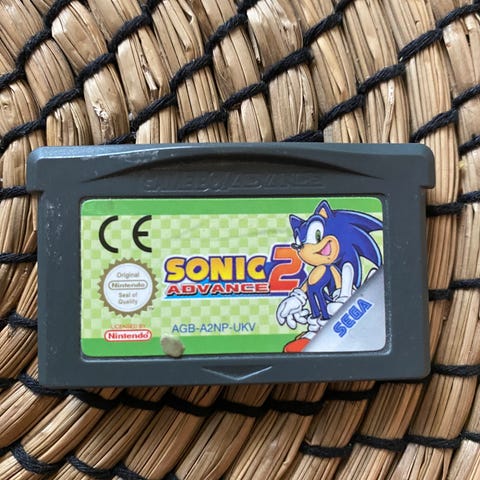 GAME BOY ADVANCE
CE
SONIC 2
ADVANCE
Original
Nintendo
Seal of
Quality
LICENSED BY
Nintendo
AGB-A2NP-UKV
SEGA